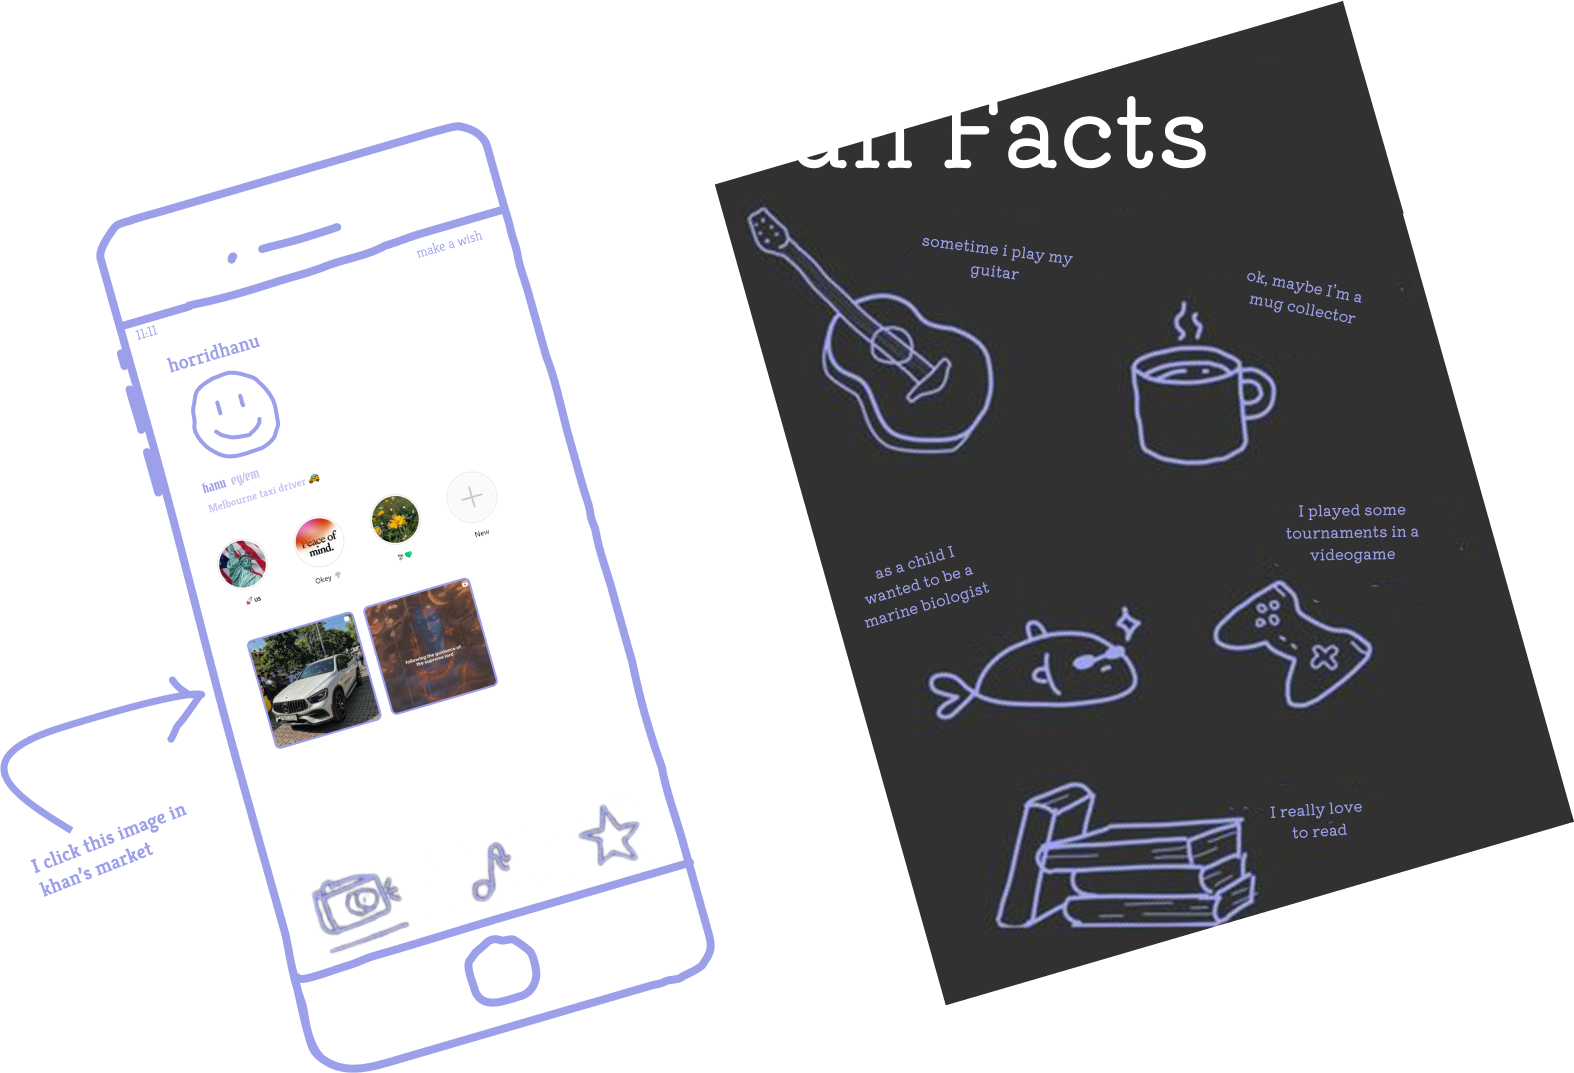 make a wish
11:11
horridhanu
hanu ey/em
Melbourne taxi driver 🚕
us
Peace of
mind.
Okey
New
following the guidance of
the supreme lord
I click this image in
khan's market
un Facts
sometime i play my
guitar
ok, maybe I'm a
mug collector
as a child I
wanted to be a
marine biologist
I played some
tournaments in a
videogame
I really love
to read